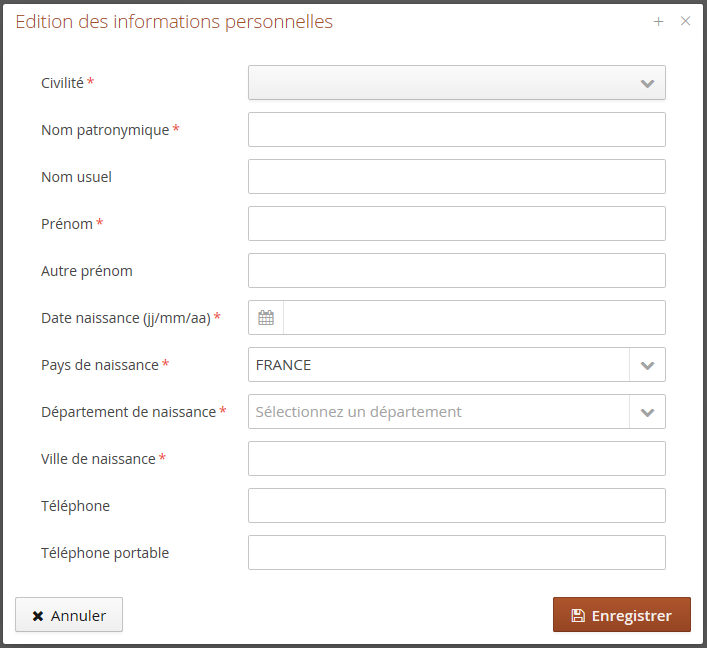 Edition des informations personnelles
Civilité *
Nom patronymique *
Nom usuel
Prénom *
Autre prénom
Date naissance (jj/mm/aa) *
Pays de naissance * FRANCE
Département de naissance * Sélectionnez un département
Ville de naissance *
Téléphone
Téléphone portable
Annuler Enregistrer